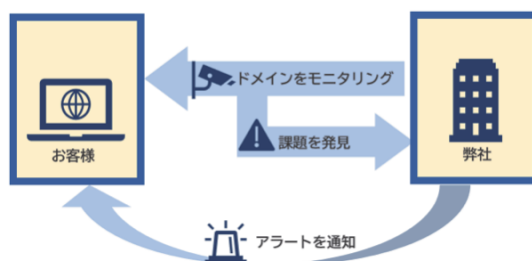 ドメインをモニタリング
課題を発見
お客様
弊社
アラートを通知